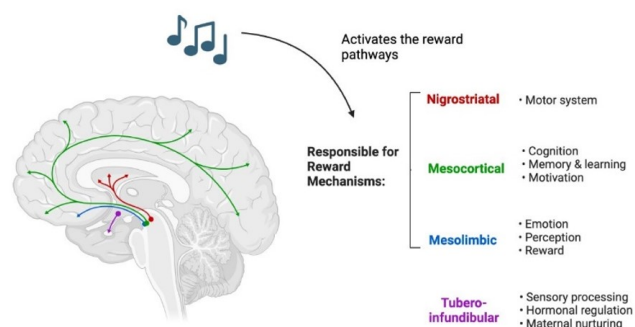 Activates the reward
pathways
Responsible for
Reward
Mechanisms:
Nigrostriatal
• Motor system
Mesocortical
• Cognition
• Memory & learning
• Motivation
Mesolimbic
• Emotion
• Perception
• Reward
Tubero-
infundibular
• Sensory processing
• Hormonal regulation
• Maternal nurturing